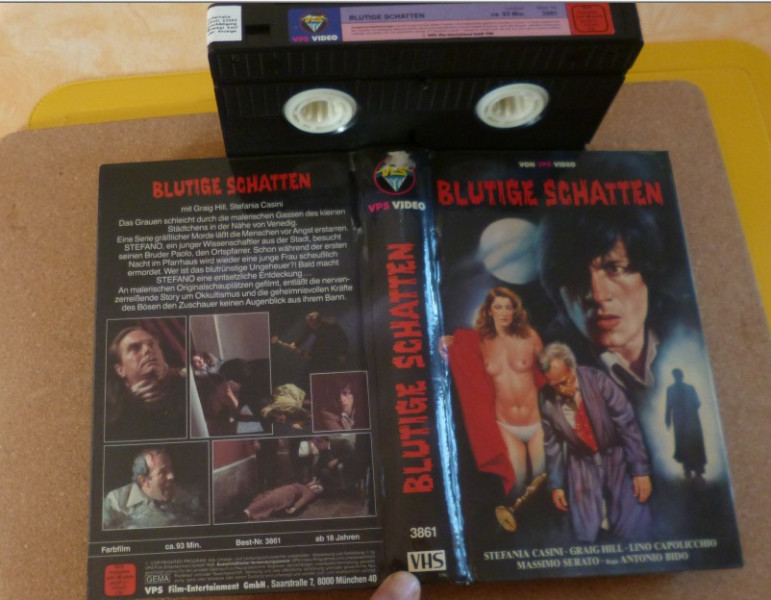 VPS VIDEO
BLUTIGE SCHATTEN
ca. 93 Min.
3861
BLUTIGE SCHATTEN
mit Graig Hill, Stefania Casini
Das Grauen schleicht durch die malerischen Gassen des kleinen
Städtchens in der Nähe von Venedig.
Eine Serie gräßlicher Morde läßt die Menschen vor Angst erstarren.
STEFANO, ein junger Wissenschafter aus der Stadt, besucht
seinen Bruder Paolo, den Ortspfarrer. Schon während der ersten
Nacht im Pfarrhaus wird wieder eine junge Frau scheußlich
ermordet. Wer ist das blutrünstige Ungeheuer?! Bald macht
STEFANO eine entsetzliche Entdeckung...
An malerischen Originalschauplätzen gefilmt, entläßt die nerven-
zerreißende Story um Okkultismus und die geheimnisvollen Kräfte
des Bösen den Zuschauer keinen Augenblick aus ihrem Bann.
Farbfilm
ca. 93 Min.
Best-Nr. 3861
ab 18 Jahren
GEMA
VPS Film-Entertainment GmbH, Saarstraße 7, 8000 München 40
VPS
VPS VIDEO
BLUTIGE SCHATTEN
3861
VHS
VON VPS VIDEO
BLUTIGE SCHATTEN
STEFANIA CASINI · GRAIG HILL · LINO CAPOLICCHIO
MASSIMO SERATO · Regie: ANTONIO BIDO